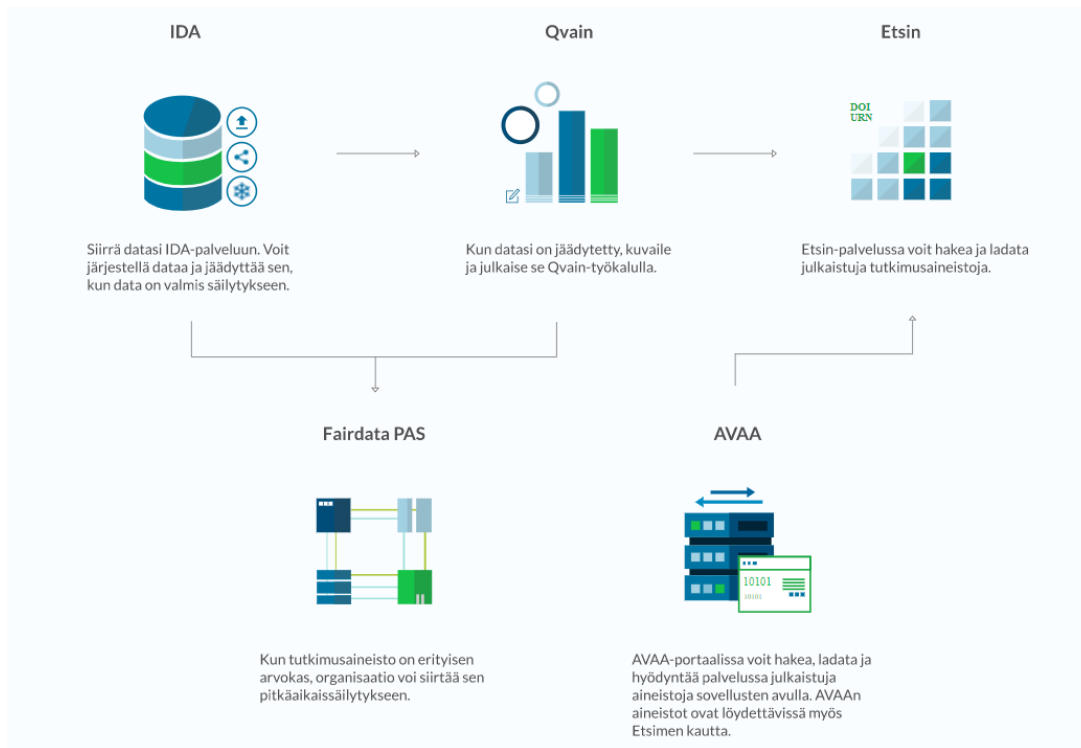 IDA
Qvain
Etsin
DOI
URN
Siirrä datasi IDA-palveluun. Voit
järjestellä dataa ja jäädyttää sen,
kun data on valmis säilytykseen.
Kun datasi on jäädytetty, kuvaile
ja julkaise se Qvain-työkalulla.
Etsin-palvelussa voit hakea ja ladata
julkaistuja tutkimusaineistoja.
Fairdata PAS
AVAA
10101
10101
Kun tutkimusaineisto on erityisen
arvokas, organisaatio voi siirtää sen
pitkäaikaissäilytykseen.
AVAA-portaalissa voit hakea, ladata ja
hyödyntää palvelussa julkaistuja
aineistoja sovellusten avulla. AVAAn
aineistot ovat löydettävissä myös
Etsimen kautta.